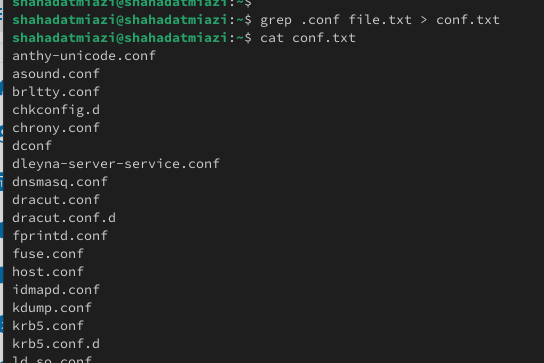 shahadatmiazi@shahadatmiazi:~$
shahadatmiazi@shahadatmiazi:~$ grep .conf file.txt > conf.txt
shahadatmiazi@shahadatmiazi:~$ cat conf.txt
anthy-unicode.conf
asound.conf
brltty.conf
chkconfig.d
chrony.conf
dconf
dleyna-server-service.conf
dnsmasq.conf
dracut.conf
dracut.conf.d
fprintd.conf
fuse.conf
host.conf
idmapd.conf
kdump.conf
krb5.conf
krb5.conf.d
ld.so.conf